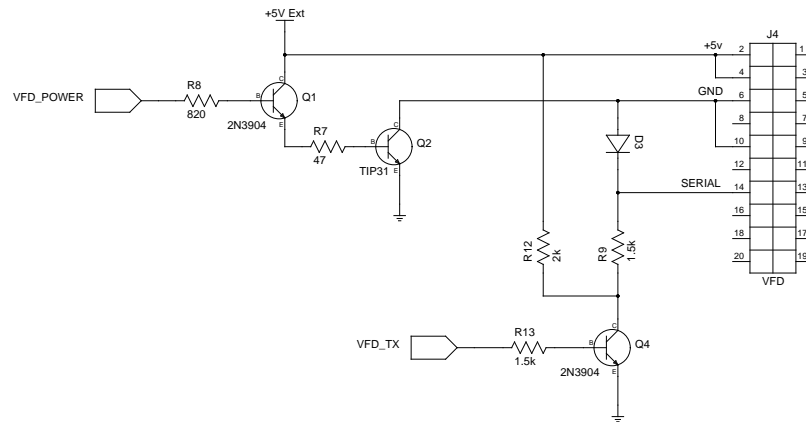 +5V Ext
J4
+5v
2
1
4
3
VFD_POWER
R8
820
B
C
E
Q1
2N3904
GND
6
5
8
7
R7
47
B
C
E
Q2
TIP31
D3
10
9
12
11
SERIAL
14
13
16
15
18
17
20
19
VFD
R12
2k
R9
1.5k
VFD_TX
R13
1.5k
B
C
E
Q4
2N3904